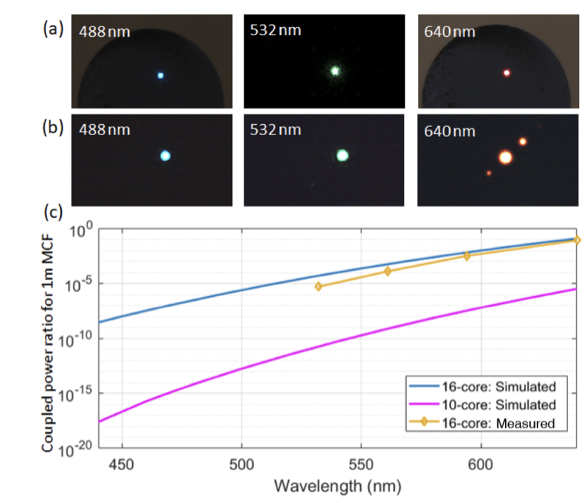 (a) 488nm 532nm 640nm
(b) 488nm 532nm 640nm
(c)
Coupled power ratio for 1m MCF
10^0
10^-5
10^-10
10^-15
10^-20
16-core: Simulated
10-core: Simulated
16-core: Measured
450 500 550 600
Wavelength (nm)